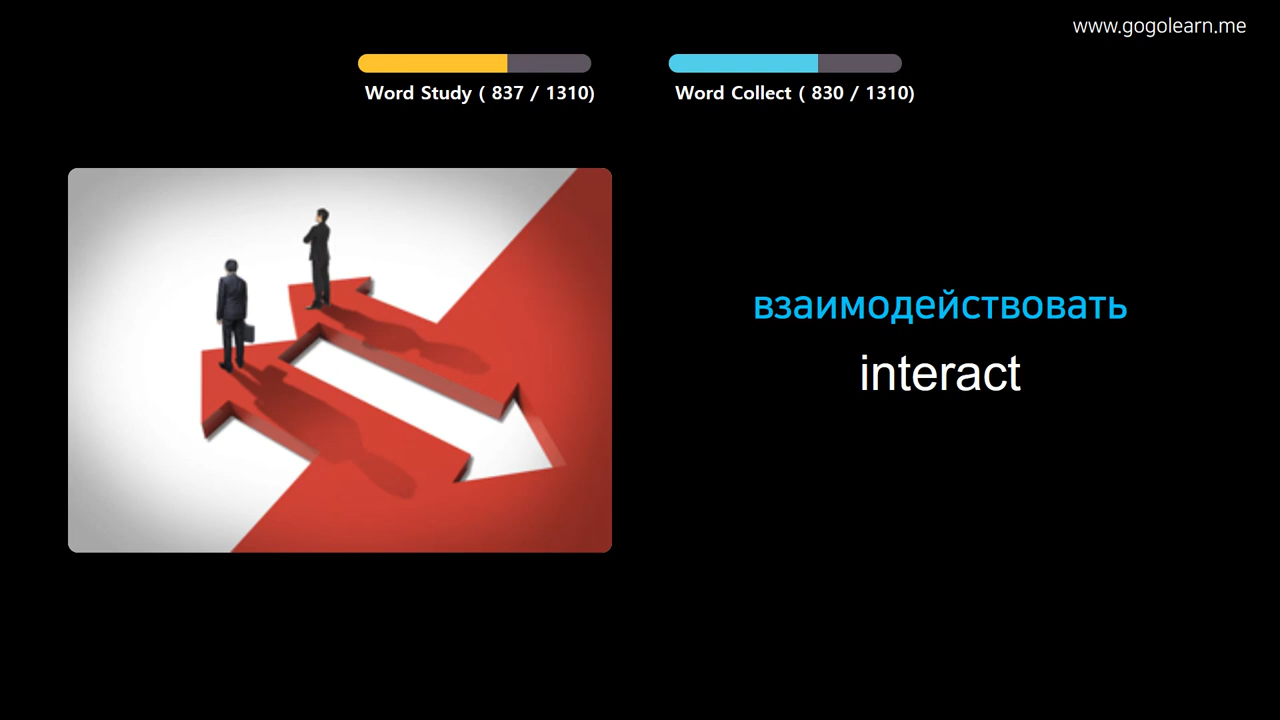 www.gogolearn.me
Word Study ( 837 / 1310)
Word Collect ( 830 / 1310)
взаимодействовать
interact